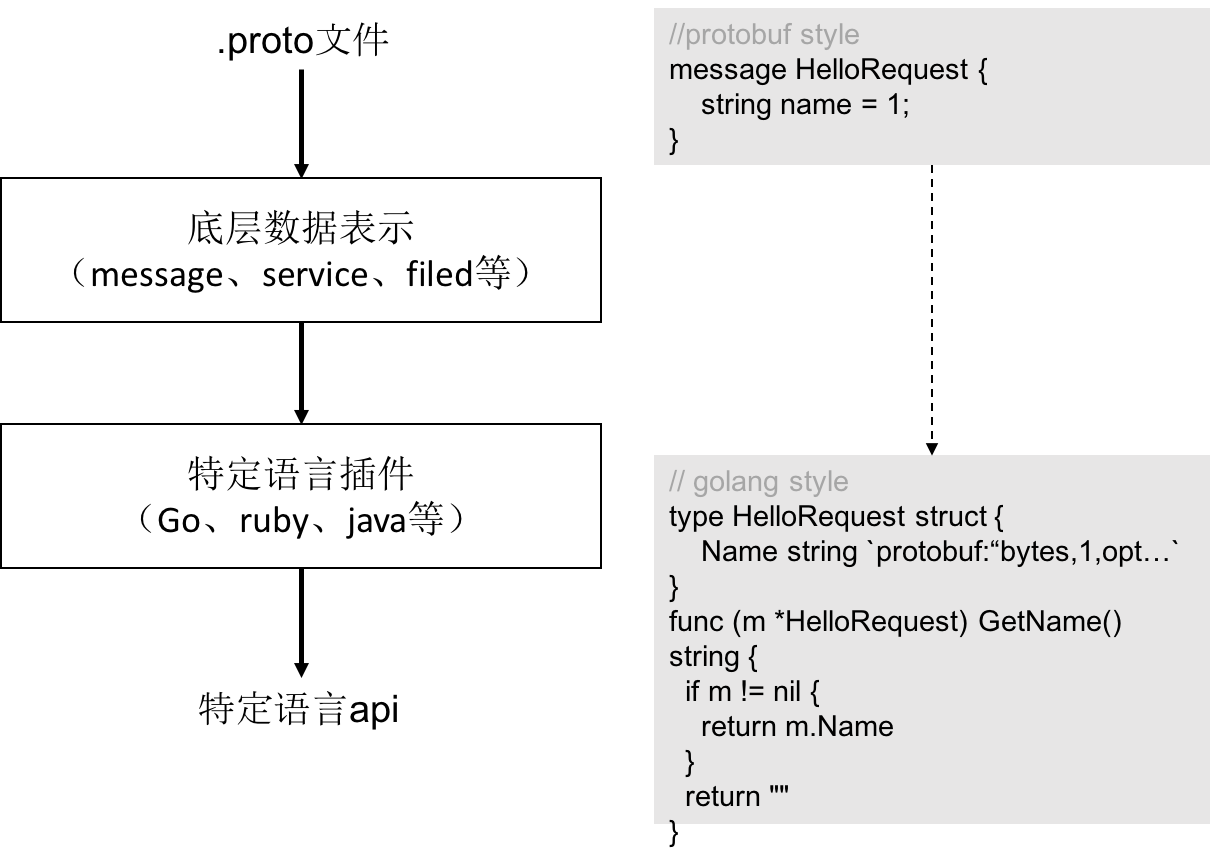 .proto文件
底层数据表示
（message、service、filed等）
特定语言插件
（Go、ruby、java等）
特定语言api
//protobuf style
message HelloRequest {
    string name = 1;
}
// golang style
type HelloRequest struct {
    Name string `protobuf:“bytes,1,opt…`
}
func (m *HelloRequest) GetName()
string {
  if m != nil {
    return m.Name
  }
  return ""
}